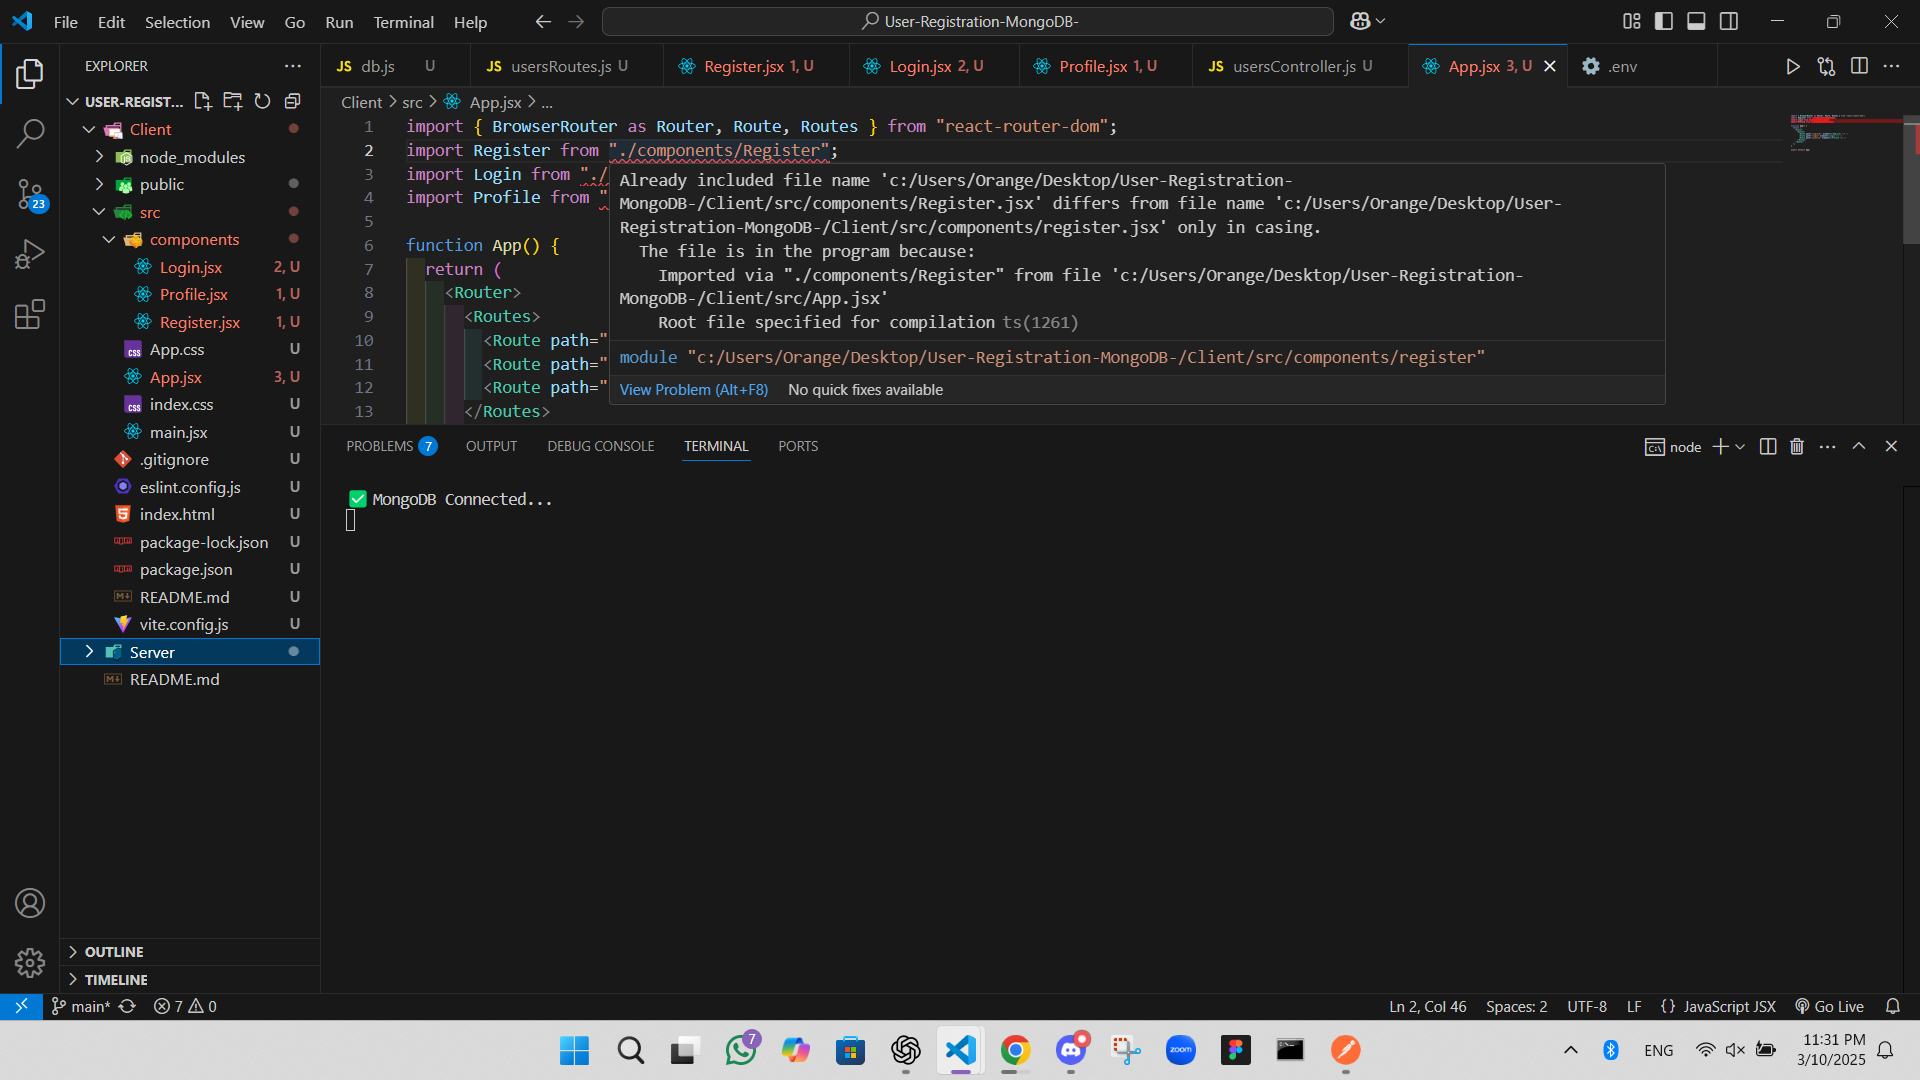 File Edit Selection View Go Run Terminal Help
User-Registration-MongoDB-
EXPLORER
JS db.js U
JS usersRoutes.js U
Register.jsx 1, U
Login.jsx 2, U
Profile.jsx 1, U
JS usersController.js U
App.jsx 3, U
.env
USER-REGIST...
Client
node_modules
public
src
components
Login.jsx 2, U
Profile.jsx 1, U
Register.jsx 1, U
App.css U
App.jsx 3, U
index.css U
main.jsx U
.gitignore U
eslint.config.js U
index.html U
package-lock.json U
package.json U
README.md U
vite.config.js U
Server
README.md
OUTLINE
TIMELINE
23
Client > src > App.jsx > ...
1 import { BrowserRouter as Router, Route, Routes } from "react-router-dom";
2 import Register from "./components/Register";
3 import Login from "./
4 import Profile from "
5
6 function App() {
7 return (
8 <Router>
9 <Routes>
10 <Route path="
11 <Route path="
12 <Route path="
13 </Routes>
Already included file name 'c:/Users/Orange/Desktop/User-Registration-
MongoDB-/Client/src/components/Register.jsx' differs from file name 'c:/Users/Orange/Desktop/User-
Registration-MongoDB-/Client/src/components/register.jsx' only in casing.
The file is in the program because:
Imported via "./components/Register" from file 'c:/Users/Orange/Desktop/User-Registration-
MongoDB-/Client/src/App.jsx'
Root file specified for compilation ts(1261)
module "c:/Users/Orange/Desktop/User-Registration-MongoDB-/Client/src/components/register"
View Problem (Alt+F8) No quick fixes available
PROBLEMS 7 OUTPUT DEBUG CONSOLE TERMINAL PORTS
node
✅ MongoDB Connected...
main* 7 0
Ln 2, Col 46 Spaces: 2 UTF-8 LF {} JavaScript JSX Go Live
7
zoom
ENG
11:31 PM
3/10/2025